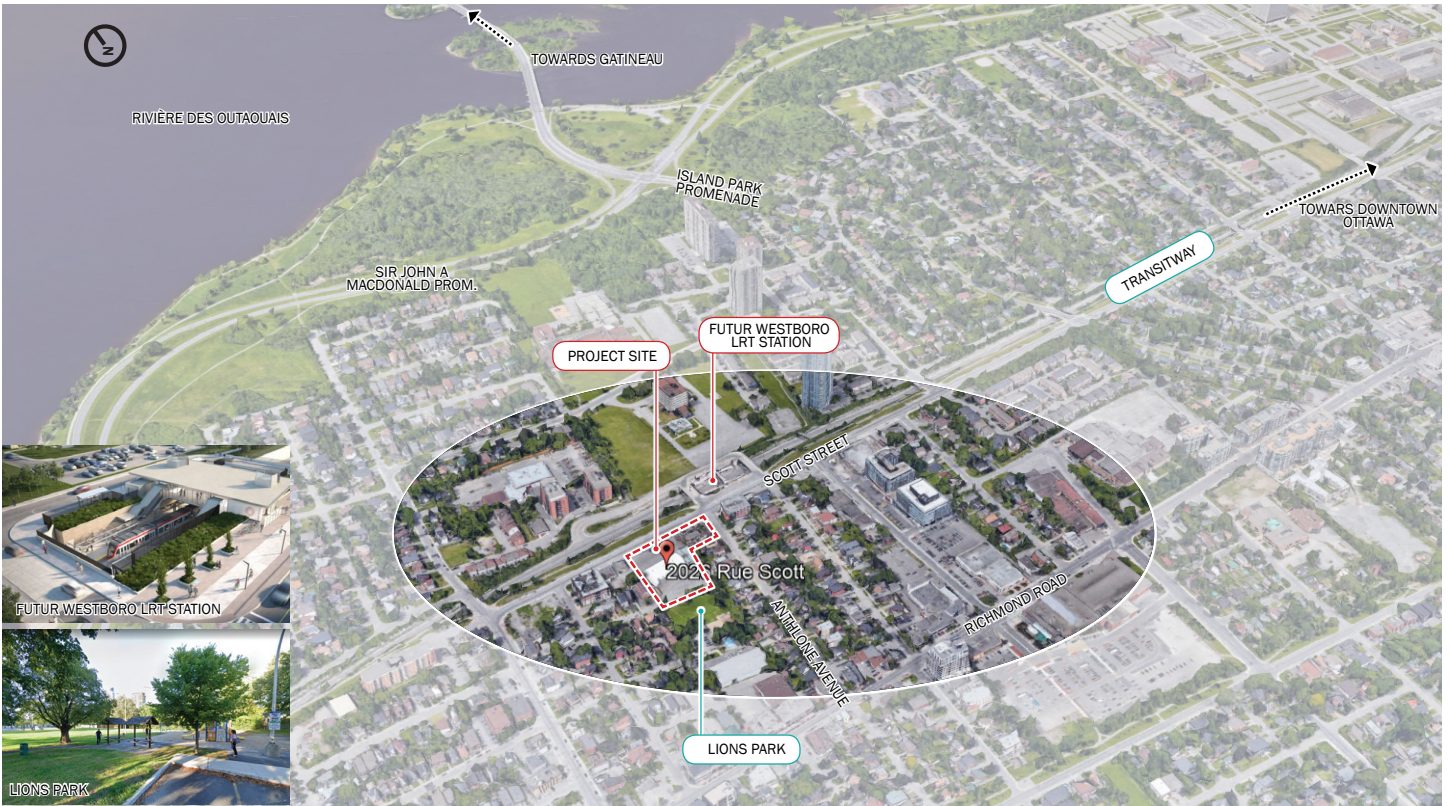 N
TOWARDS GATINEAU
RIVIÈRE DES OUTAOUAIS
ISLAND PARK
PROMENADE
TOWARS DOWNTOWN
OTTAWA
TRANSITWAY
SIR JOHN A
MACDONALD PROM.
FUTUR WESTBORO
LRT STATION
PROJECT SITE
SCOTT STREET
2026 Rue Scott
ANTHLONE AVENUE
RICHMOND ROAD
FUTUR WESTBORO LRT STATION
LIONS PARK
LIONS PARK